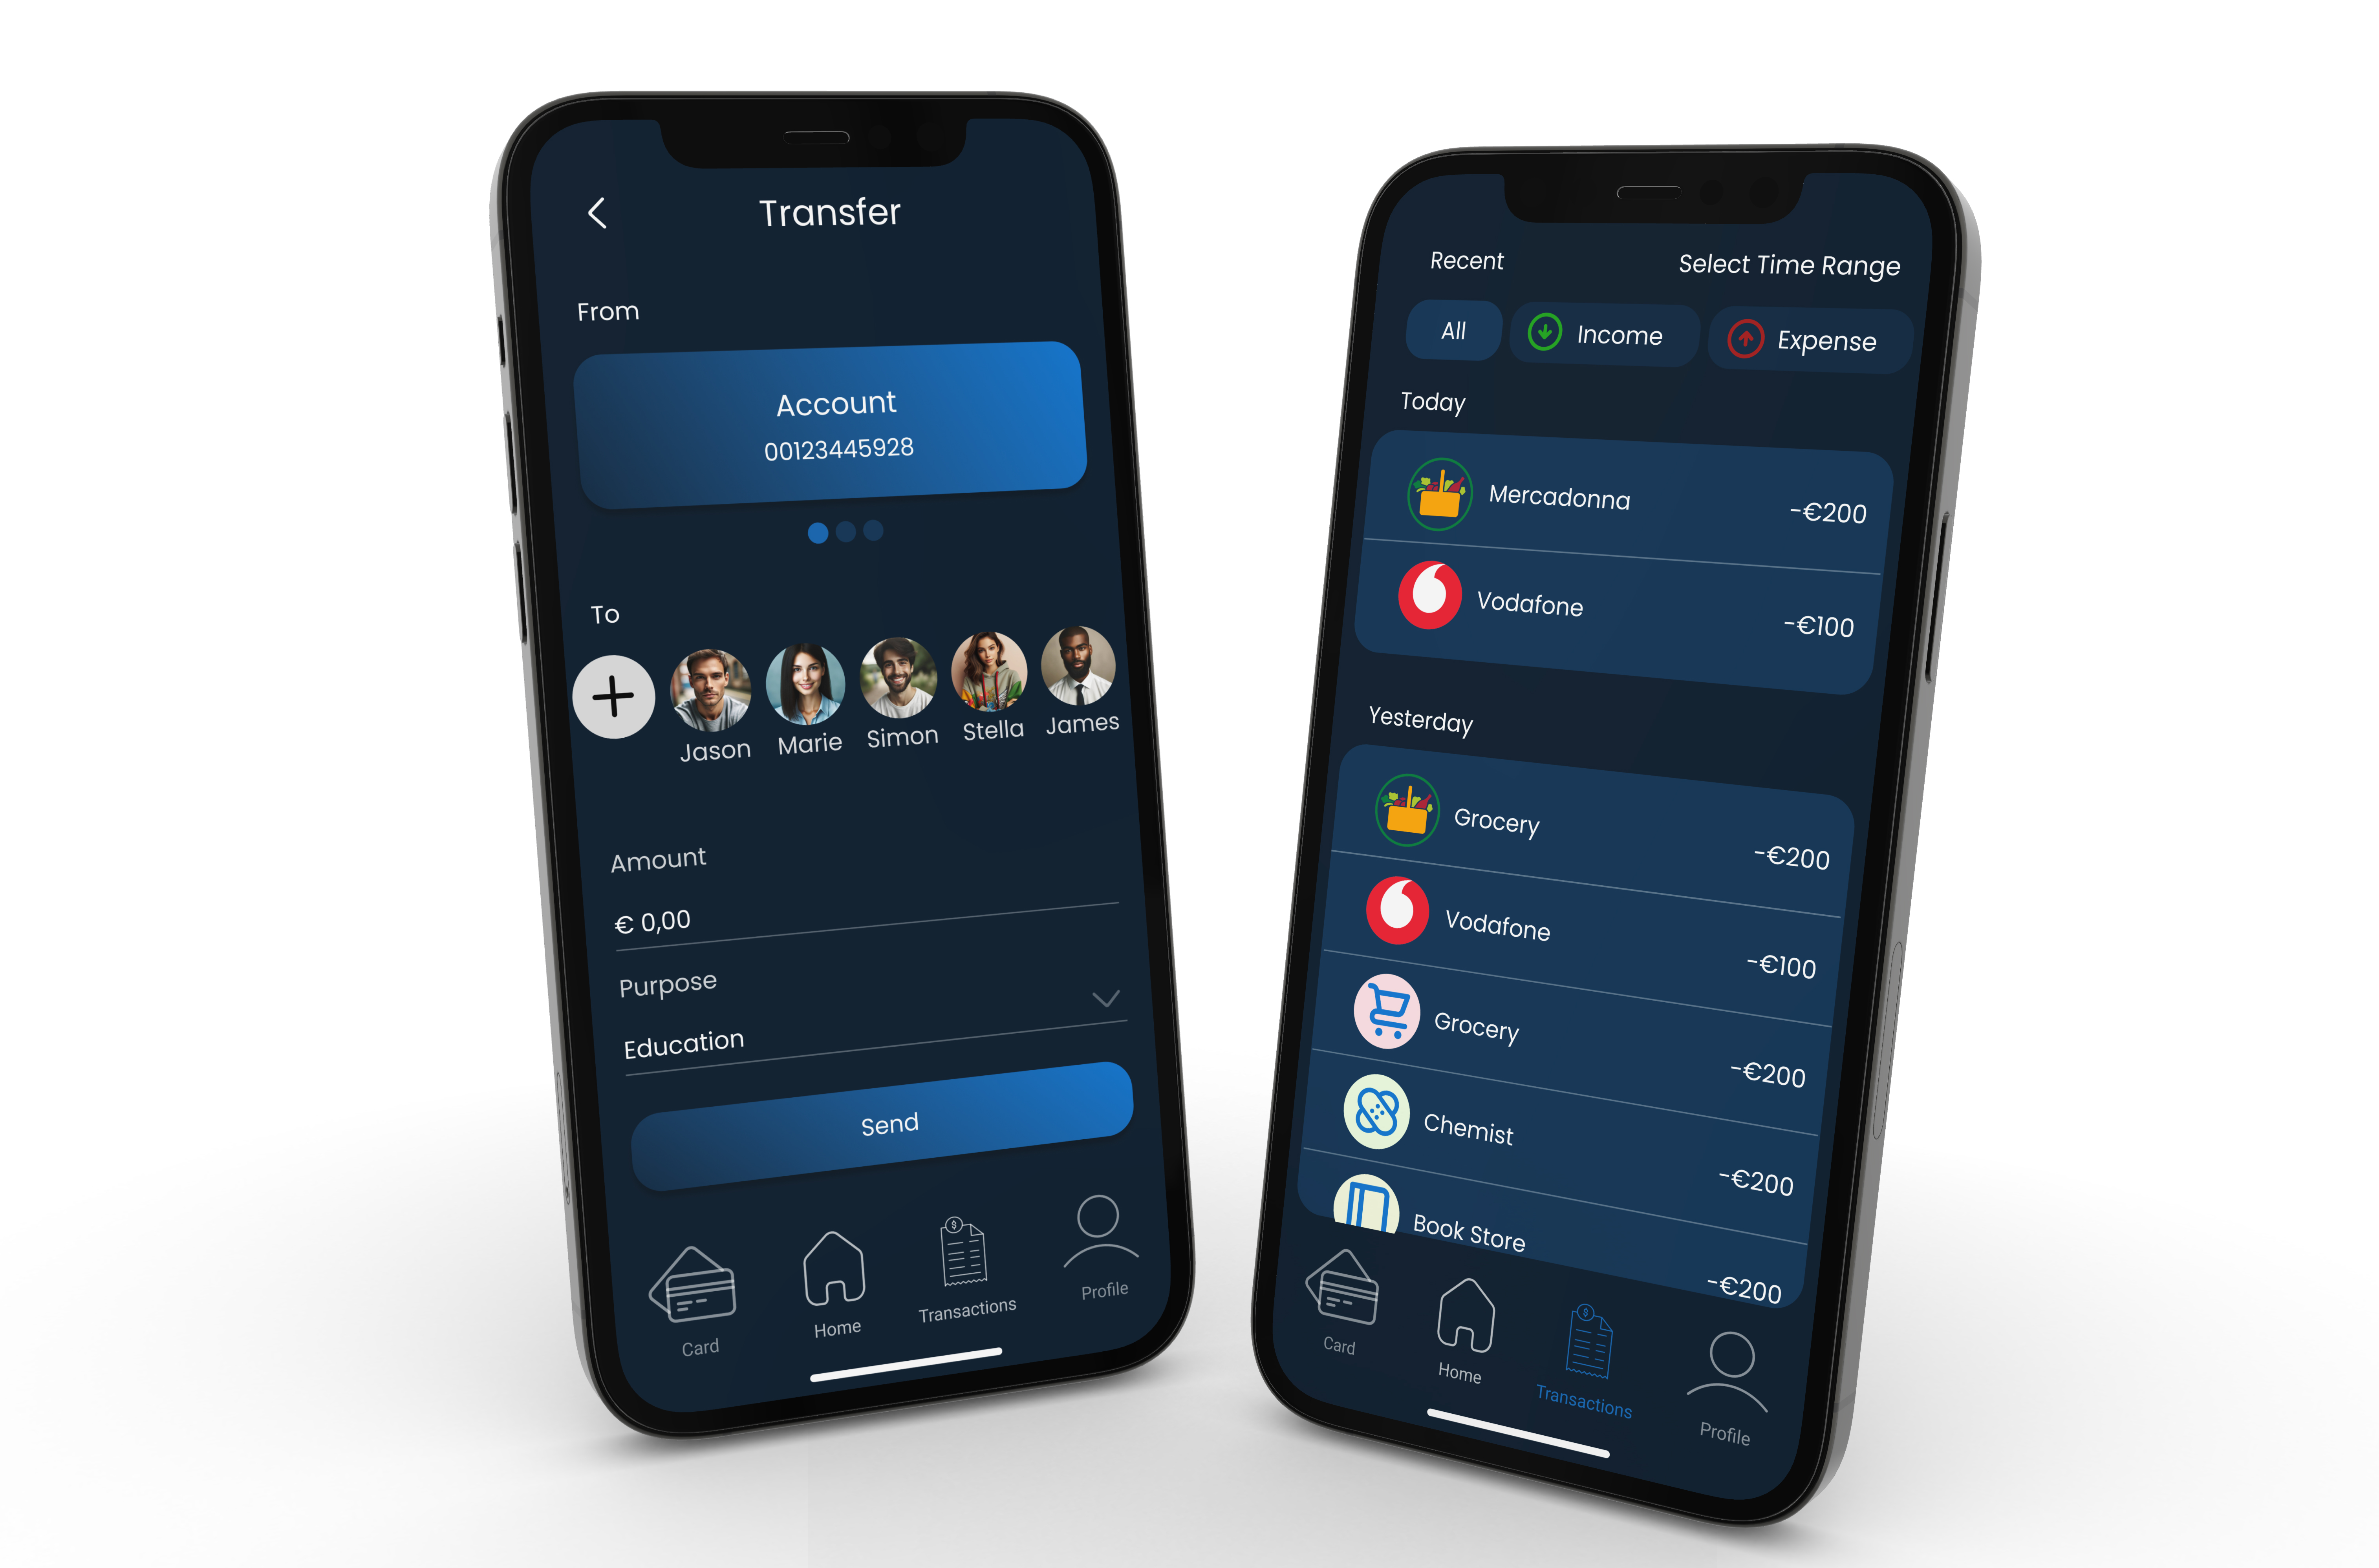 Transfer
From
Account
00123445928
To
Jason Marie Simon Stella James
Amount
€ 0,00
Purpose
Education
Send
Card Home Transactions Profile
Recent Select Time Range
All Income Expense
Today
Mercadonna -€200
Vodafone -€100
Yesterday
Grocery -€200
Vodafone -€100
Grocery -€200
Chemist -€200
Book Store -€200
Card Home Transactions Profile